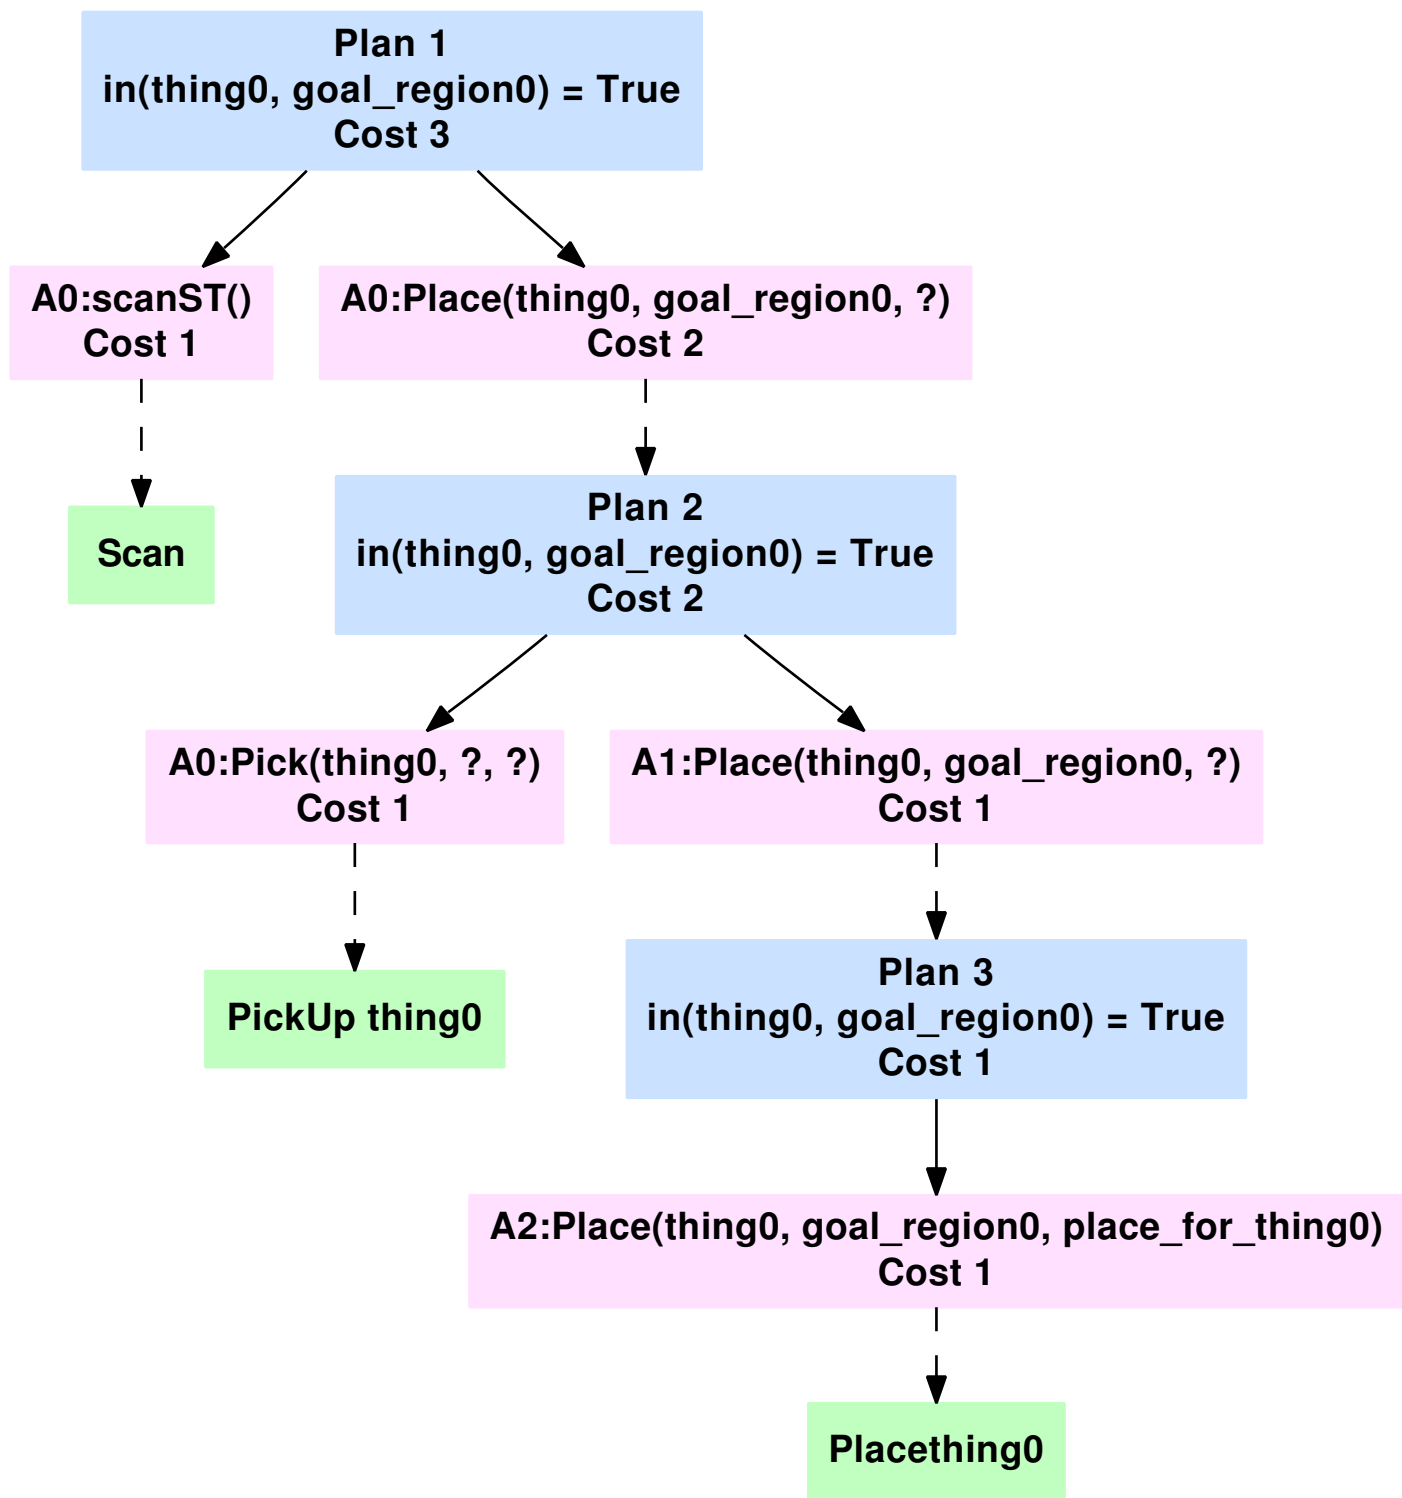 Plan 1
in(thing0, goal_region0) = True
Cost 3
A0:scanST()
Cost 1
A0:Place(thing0, goal_region0, ?)
Cost 2
Scan
Plan 2
in(thing0, goal_region0) = True
Cost 2
A0:Pick(thing0, ?, ?)
Cost 1
A1:Place(thing0, goal_region0, ?)
Cost 1
PickUp thing0
Plan 3
in(thing0, goal_region0) = True
Cost 1
A2:Place(thing0, goal_region0, place_for_thing0)
Cost 1
Placething0